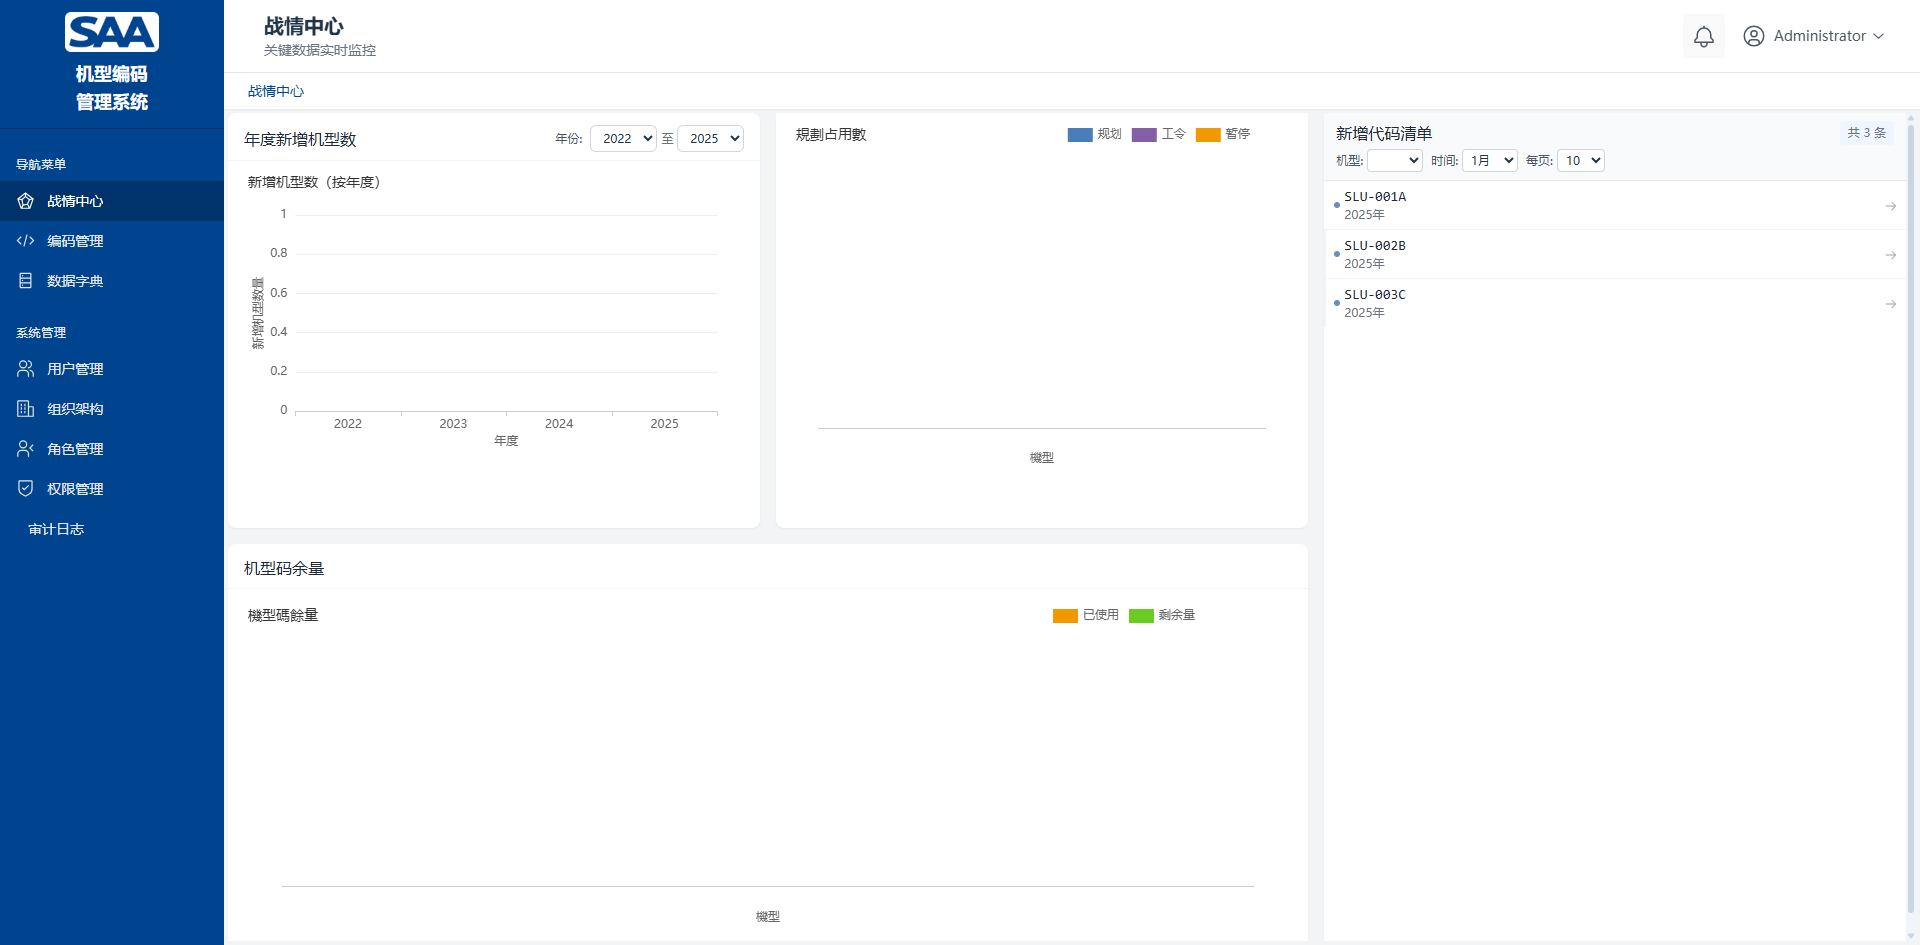 SAA
机型编码
管理系统
导航菜单
战情中心
编码管理
数据字典
系统管理
用户管理
组织架构
角色管理
权限管理
审计日志
战情中心
关键数据实时监控
Administrator
战情中心
年度新增机型数
年份: 2022 至 2025
新增机型数（按年度）
新增机型数量
1
0.8
0.6
0.4
0.2
0
2022 2023 2024 2025
年度
規劃占用數
规划 工令 暂停
機型
机型码余量
機型碼餘量
已使用 剩余量
機型
新增代码清单
共 3 条
机型: 时间: 1月 每页: 10
SLU-001A
2025年
SLU-002B
2025年
SLU-003C
2025年